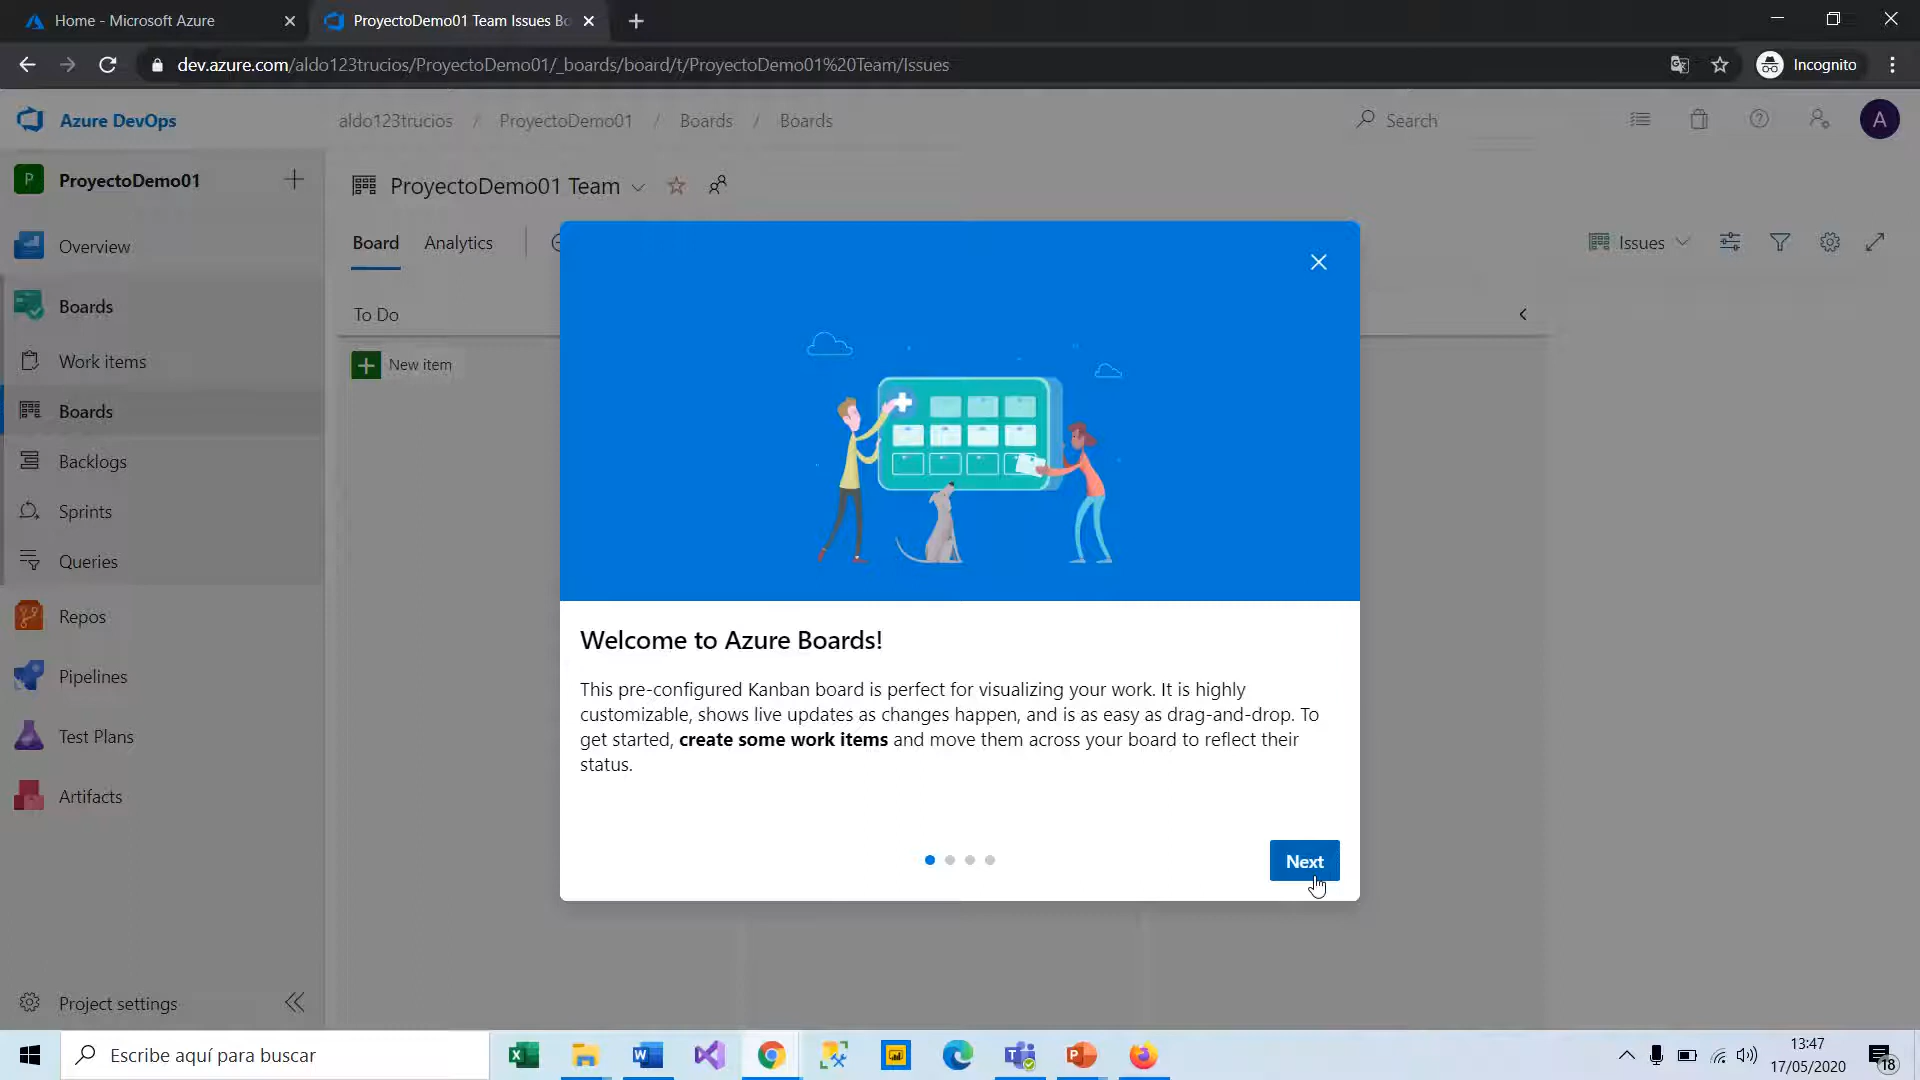 Home - Microsoft Azure
ProyectoDemo01 Team Issues Bo
dev.azure.com/aldo123trucios/ProyectoDemo01/_boards/board/t/ProyectoDemo01%20Team/Issues
Incognito
Azure DevOps
aldo123trucios / ProyectoDemo01 / Boards / Boards
Search
A
P ProyectoDemo01
ProyectoDemo01 Team
Overview
Board Analytics
Issues
Boards
To Do
Work items
New item
Boards
Backlogs
Sprints
Queries
Repos
Pipelines
Test Plans
Artifacts
Project settings
Welcome to Azure Boards!
This pre-configured Kanban board is perfect for visualizing your work. It is highly
customizable, shows live updates as changes happen, and is as easy as drag-and-drop. To
get started, create some work items and move them across your board to reflect their
status.
Next
Escribe aquí para buscar
13:47
17/05/2020
18